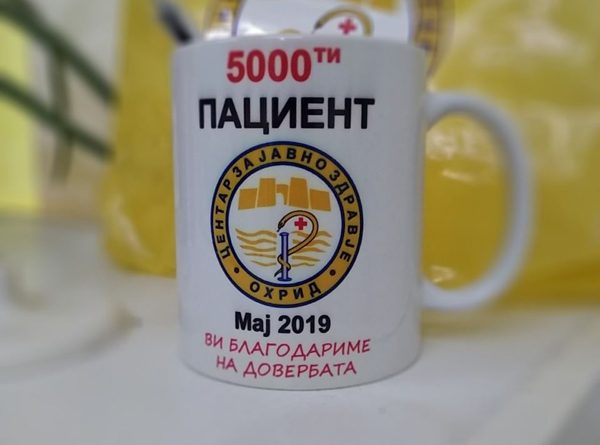 5000ТИ
ПАЦИЕНТ
ЦЕНТАР ЗА ЈАВНО ЗДРАВЈЕ
• ОХРИД •
Мај 2019
ВИ БЛАГОДАРИМЕ
НА ДОВЕРБАТА